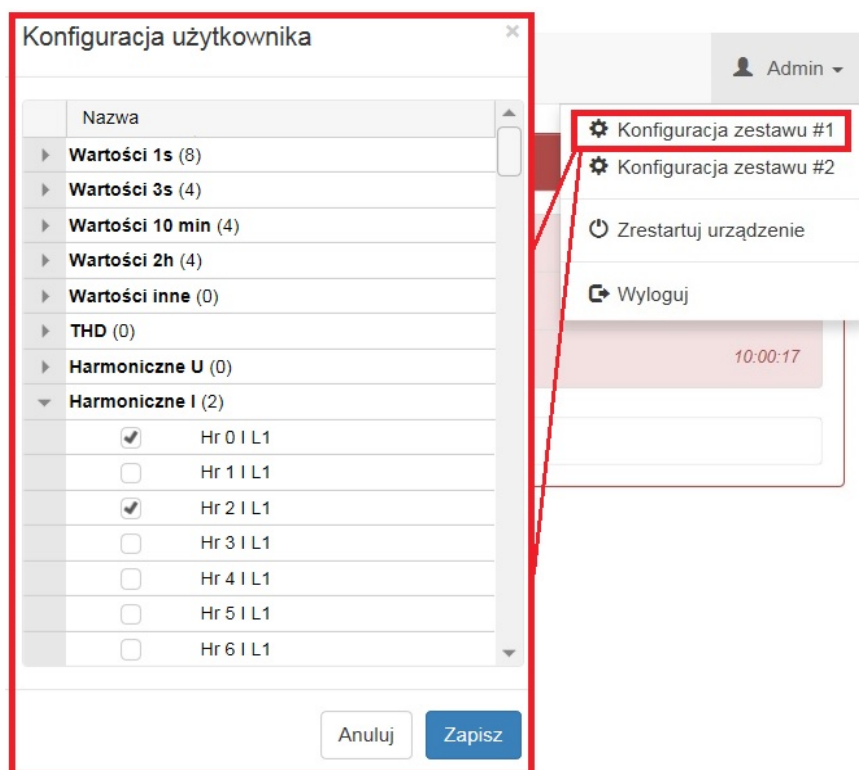 Konfiguracja użytkownika
×
Nazwa
Wartości 1s (8)
Wartości 3s (4)
Wartości 10 min (4)
Wartości 2h (4)
Wartości inne (0)
THD (0)
Harmoniczne U (0)
Harmoniczne I (2)
Hr 0 I L1
Hr 1 I L1
Hr 2 I L1
Hr 3 I L1
Hr 4 I L1
Hr 5 I L1
Hr 6 I L1
Anuluj
Zapisz
Admin
Konfiguracja zestawu #1
Konfiguracja zestawu #2
Zrestartuj urządzenie
Wyloguj
10:00:17